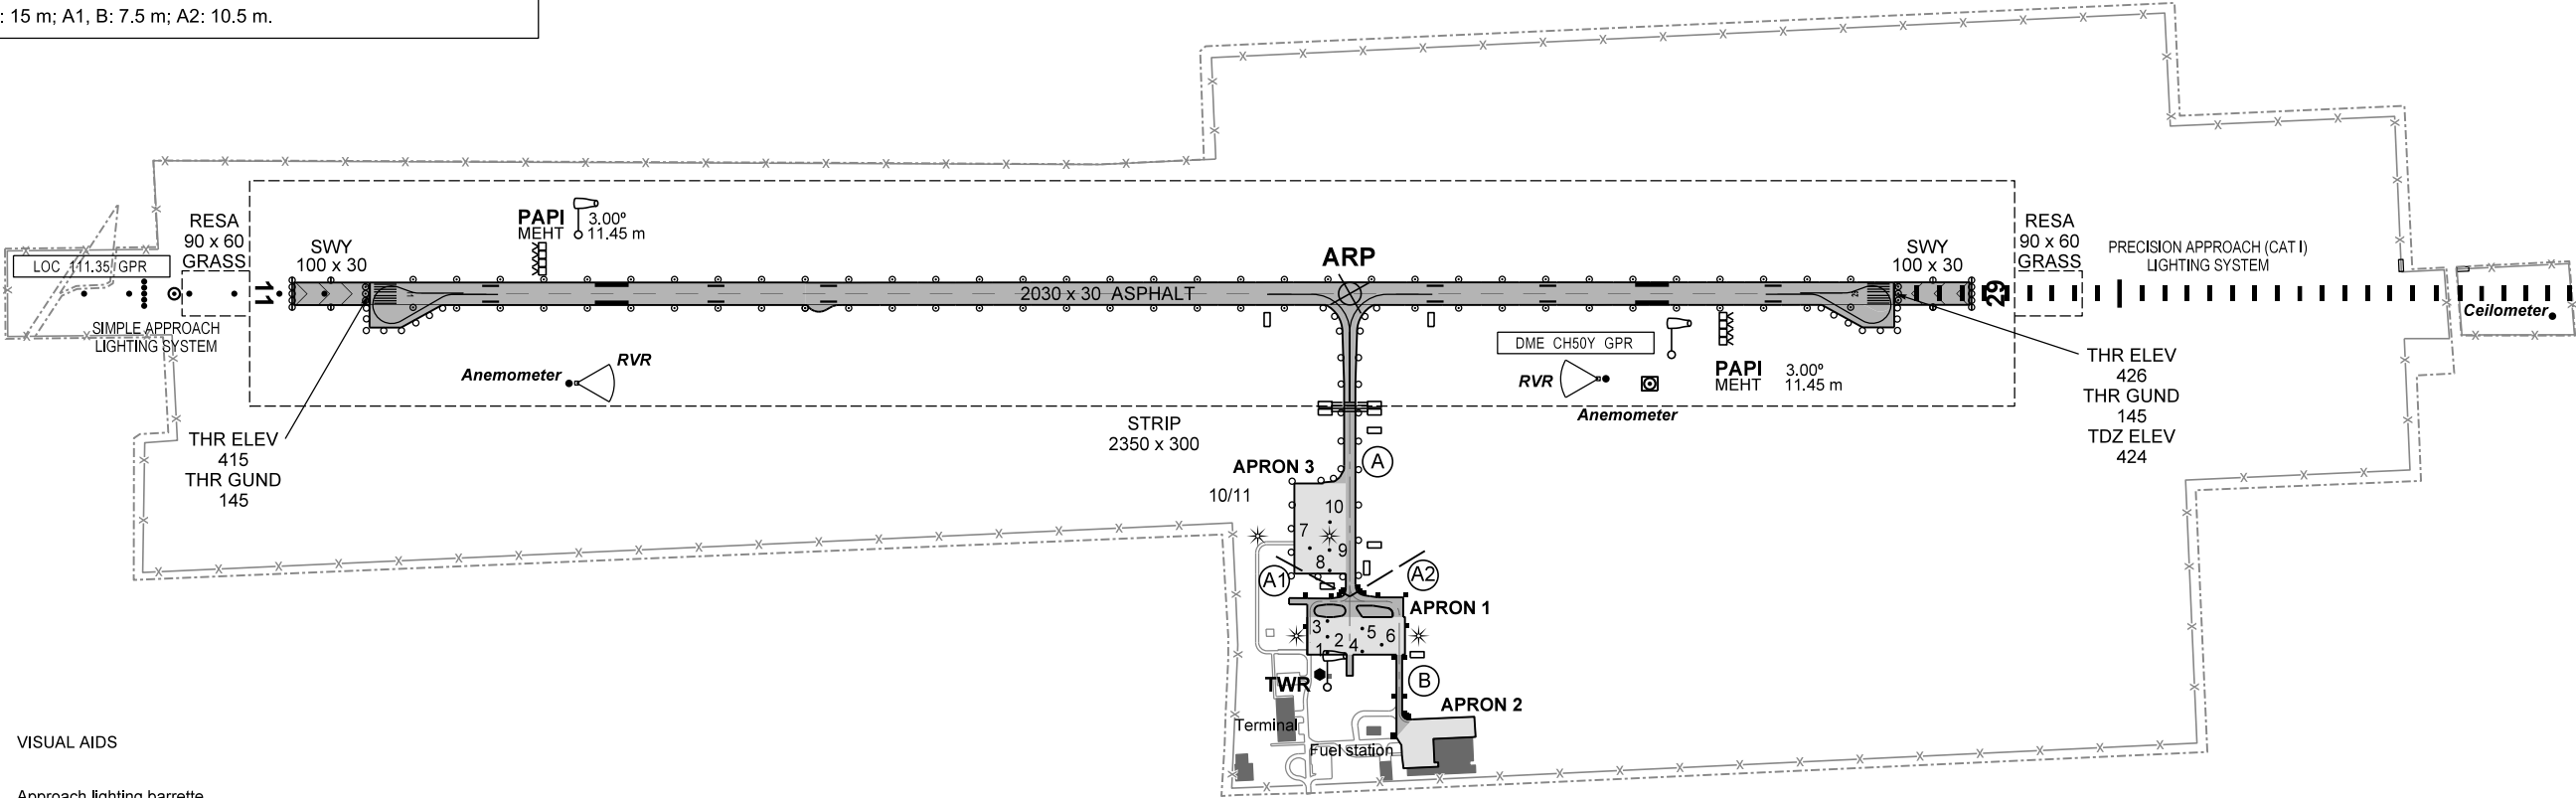 : 15 m; A1, B: 7.5 m; A2: 10.5 m.
RESA
90 x 60
GRASS
SWY
100 x 30
LOC 111.35 GPR
11
SIMPLE APPROACH
LIGHTING SYSTEM
PAPI
MEHT
3.00º
11.45 m
2030 x 30 ASPHALT
ARP
SWY
100 x 30
29
RESA
90 x 60
GRASS
PRECISION APPROACH (CAT I)
LIGHTING SYSTEM
Ceilometer
Anemometer
RVR
DME CH50Y GPR
RVR
Anemometer
PAPI
MEHT
3.00º
11.45 m
THR ELEV
426
THR GUND
145
TDZ ELEV
424
THR ELEV
415
THR GUND
145
STRIP
2350 x 300
A
APRON 3
10/11
10
7
9
8
A1
A2
APRON 1
3
2
1
4
5
6
TWR
B
APRON 2
Terminal
Fuel station
VISUAL AIDS
Approach lighting barrette